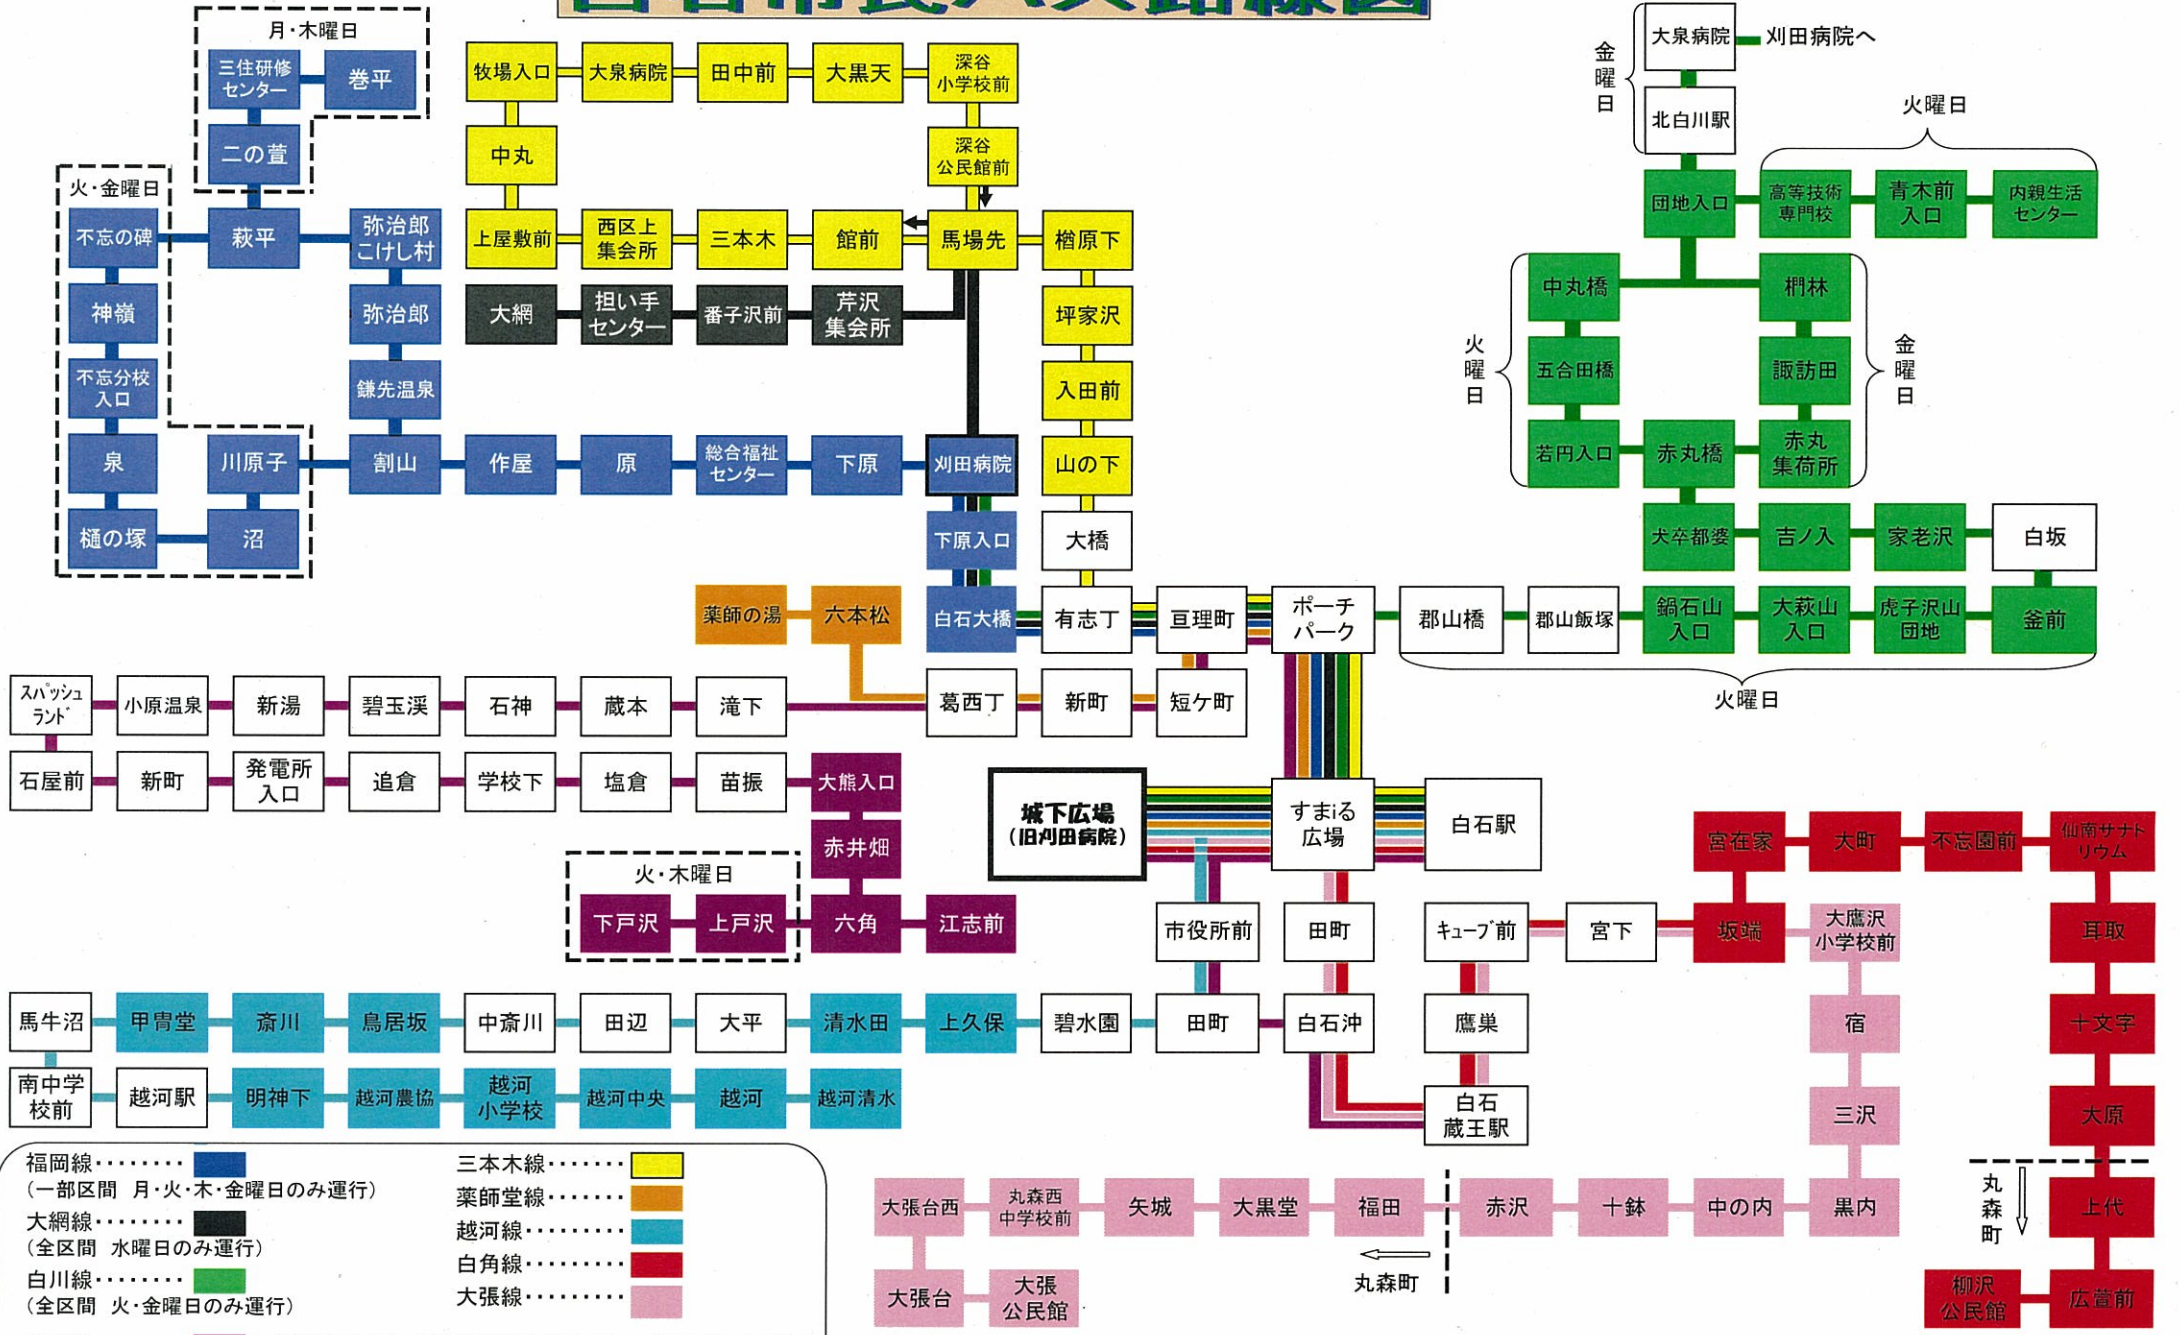 白石市民バス路線図
月・木曜日
三住研修
センター
巻平
二の萱
火・金曜日
不忘の碑
萩平
弥治郎
こけし村
神嶺
弥治郎
不忘分校
入口
鎌先温泉
泉
川原子
割山
作屋
原
総合福祉
センター
下原
刈田病院
樋の塚
沼
下原入口
白石大橋
牧場入口
大泉病院
田中前
大黒天
深谷
小学校前
中丸
深谷
公民館前
上屋敷前
西区上
集会所
三本木
館前
馬場先
楢原下
大網
担い手
センター
番子沢前
芹沢
集会所
坪家沢
入田前
山の下
大橋
有志丁
亘理町
ポーチ
パーク
郡山橋
郡山飯塚
鍋石山
入口
大萩山
入口
虎子沢山
団地
釜前
火曜日
金曜日
大泉病院
刈田病院へ
北白川駅
火曜日
団地入口
高等技術
専門校
青木前
入口
内親生活
センター
中丸橋
椚林
火曜日
五合田橋
諏訪田
金曜日
若円入口
赤丸橋
赤丸
集荷所
犬卒都婆
吉ノ入
家老沢
白坂
薬師の湯
六本松
葛西丁
新町
短ケ町
スパッシュ
ランド
小原温泉
新湯
碧玉渓
石神
蔵本
滝下
石屋前
新町
発電所
入口
追倉
学校下
塩倉
苗振
大熊入口
赤井畑
火・木曜日
下戸沢
上戸沢
六角
江志前
城下広場
(旧刈田病院)
すまiる
広場
白石駅
市役所前
田町
キューブ前
宮下
坂端
大鷹沢
小学校前
宮在家
大町
不忘園前
仙南サナト
リウム
耳取
馬牛沼
甲冑堂
斎川
鳥居坂
中斎川
田辺
大平
清水田
上久保
碧水園
田町
白石沖
鷹巣
宿
十文字
南中学
校前
越河駅
明神下
越河農協
越河
小学校
越河中央
越河
越河清水
白石
蔵王駅
三沢
大原
丸森町
上代
広萱前
柳沢
公民館
大張台西
丸森西
中学校前
矢城
大黒堂
福田
赤沢
十鉢
中の内
黒内
丸森町
大張台
大張
公民館
福岡線········
(一部区間 月・火・木・金曜日のみ運行)
大網線········
(全区間 水曜日のみ運行)
白川線········
(全区間 火・金曜日のみ運行)
三本木線·······
薬師堂線·······
越河線·········
白角線·········
大張線·········